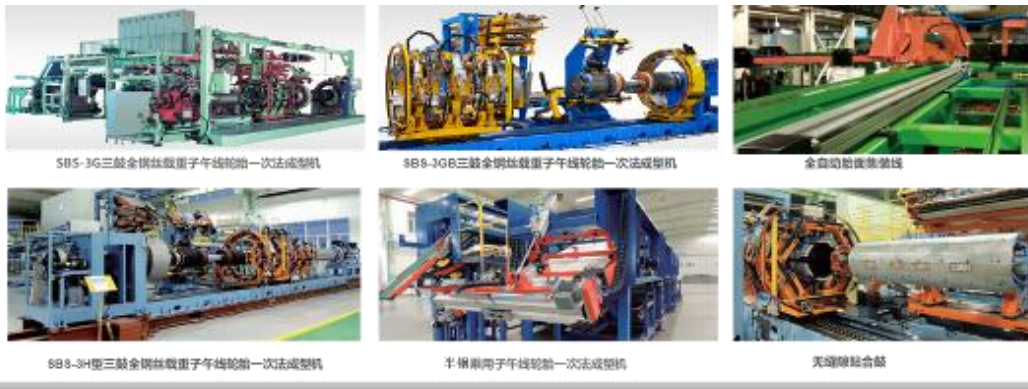 SBS-3G三鼓全钢丝载重子午线轮胎一次法成型机
SBS-3GB三鼓全钢丝载重子午线轮胎一次法成型机
全自动胎面集装线
SBS-3H型三鼓全钢丝载重子午线轮胎一次法成型机
半钢乘用子午线轮胎一次法成型机
无缝隙贴合鼓